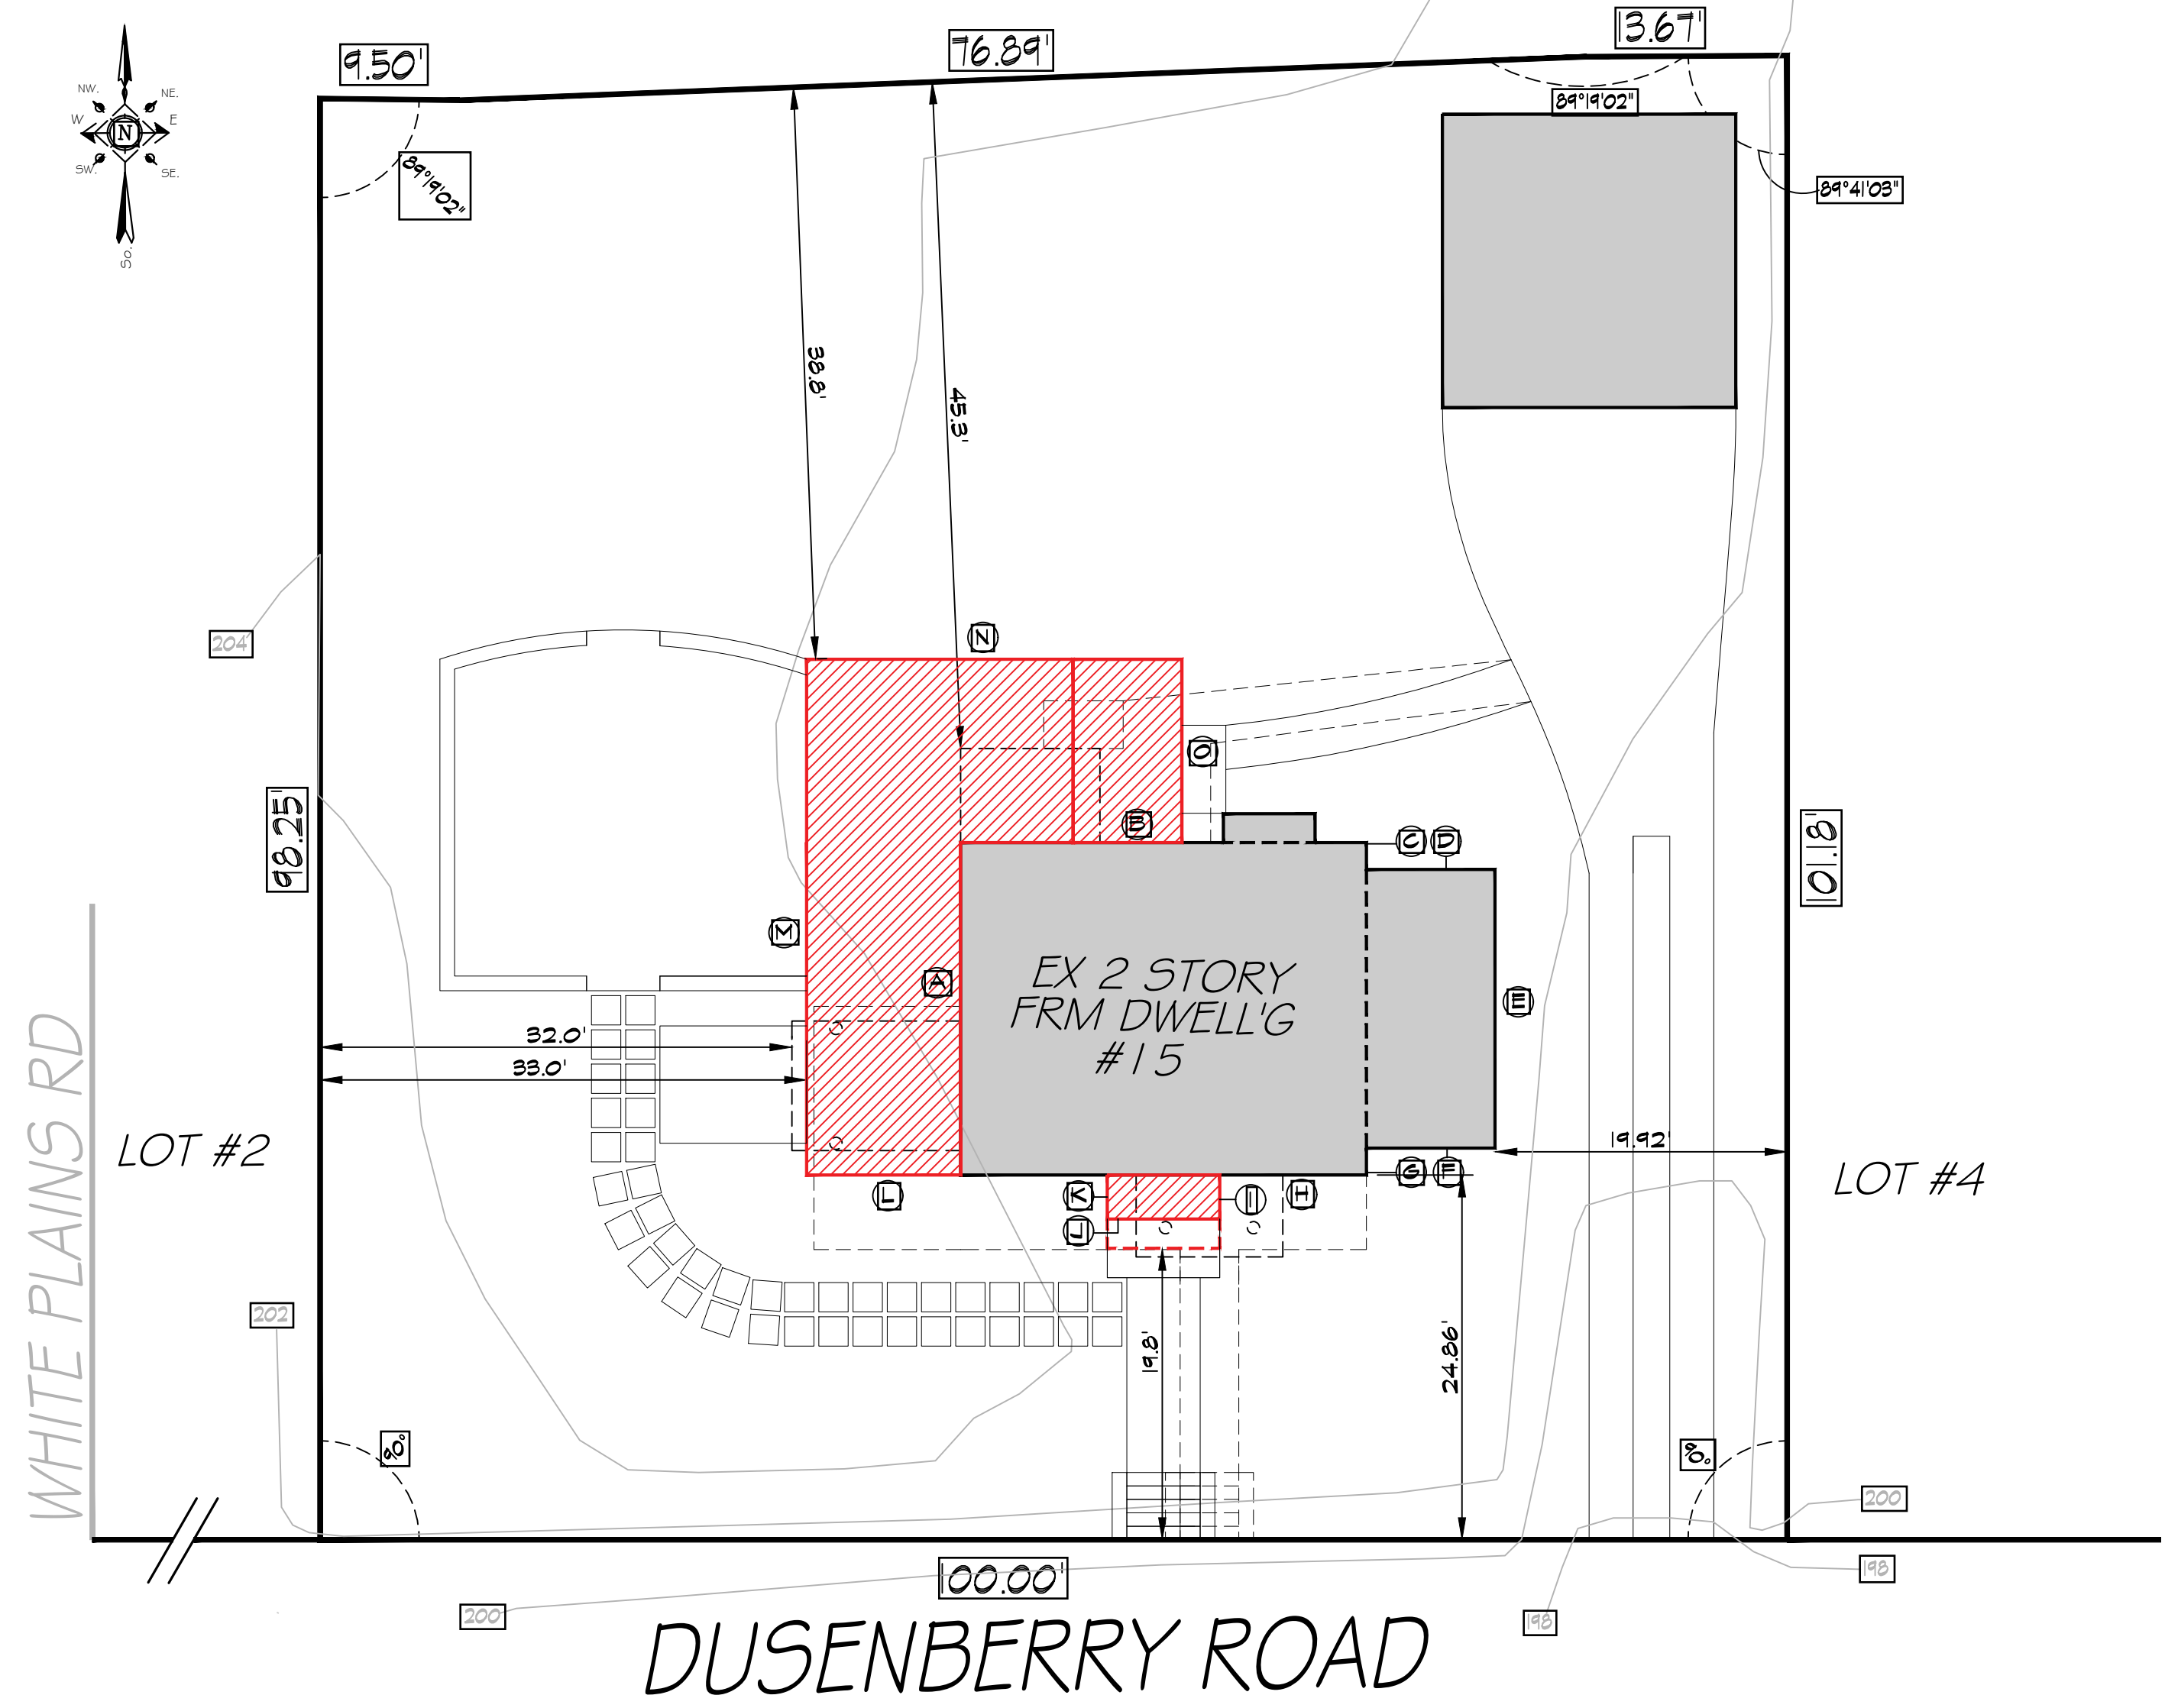 9.50'
76.89'
13.67'
NW.
NE.
W
N
E
SW.
SE.
So.
89°19'02"
89°19'02"
89°41'03"
38.8'
45.3'
204'
N
O
B
98.25'
101.18'
C
D
M
A
EX 2 STORY
FRM DWELL'G
#15
E
32.0'
33.0'
LOT #2
19.92'
LOT #4
WHITE PLAINS RD
L
K
I
H
G
F
J
202
19.8'
24.86'
90°
90°
200
198
100.00'
200
198
DUSENBERRY ROAD